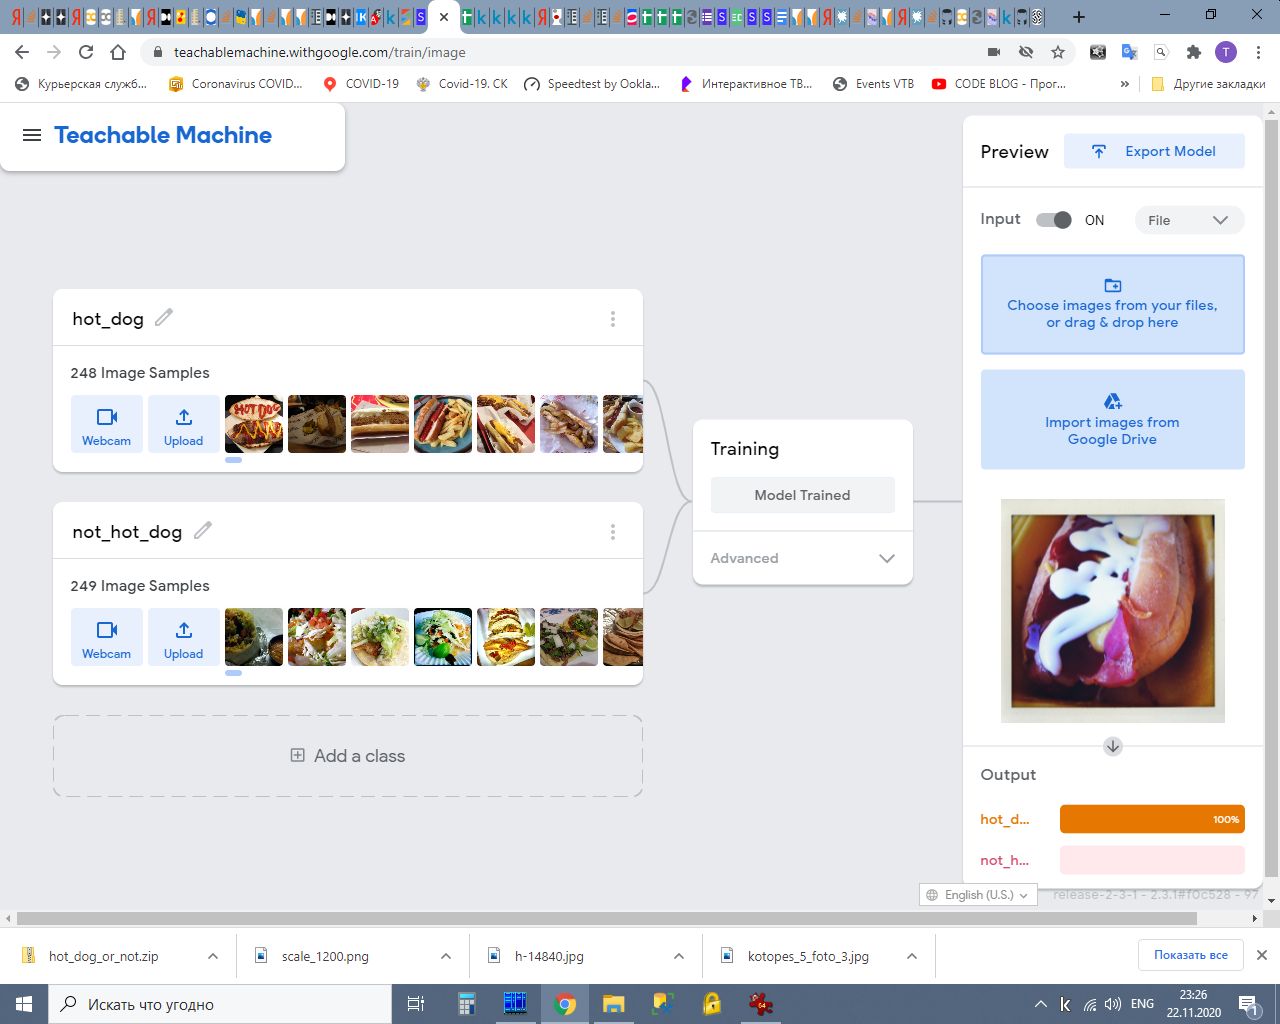 teachablemachine.withgoogle.com/train/image
Курьерская служб...
Coronavirus COVID...
COVID-19
Covid-19. СК
Speedtest by Ookla...
Интерактивное ТВ...
Events VTB
CODE BLOG - Прог...
»
Другие закладки
Teachable Machine
Preview
Export Model
Input
ON
File
Choose images from your files,
or drag & drop here
Import images from
Google Drive
hot_dog
248 Image Samples
Webcam
Upload
HOT DOG
not_hot_dog
249 Image Samples
Webcam
Upload
Training
Model Trained
Advanced
Add a class
Output
hot_d...
100%
not_h...
English (U.S.)
release-2-3-1 - 2.3.1#f0c528 - 97
hot_dog_or_not.zip
scale_1200.png
h-14840.jpg
kotopes_5_foto_3.jpg
Показать все
Искать что угодно
ENG
23:26
22.11.2020
1